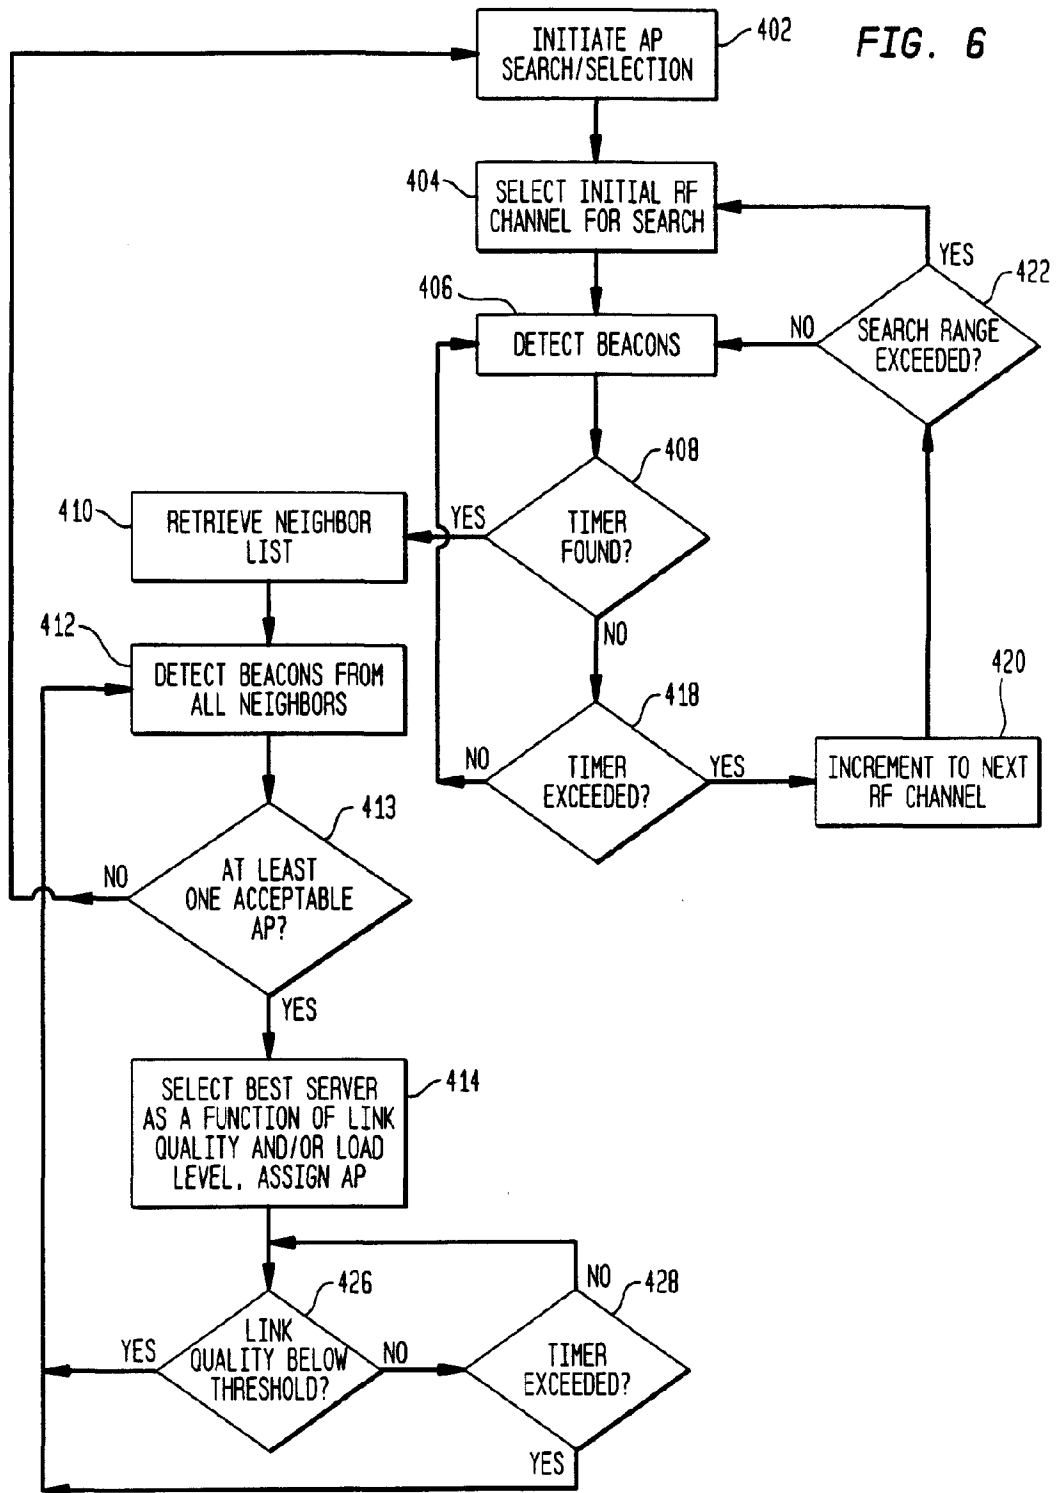 FIG. 6
402
INITIATE AP
SEARCH/SELECTION
404
SELECT INITIAL RF
CHANNEL FOR SEARCH
YES
422
406
DETECT BEACONS
NO
SEARCH RANGE
EXCEEDED?
408
410
RETRIEVE NEIGHBOR
LIST
YES
TIMER
FOUND?
NO
412
DETECT BEACONS FROM
ALL NEIGHBORS
418
420
NO
TIMER
EXCEEDED?
YES
INCREMENT TO NEXT
RF CHANNEL
413
NO
AT LEAST
ONE ACCEPTABLE
AP?
YES
414
SELECT BEST SERVER
AS A FUNCTION OF LINK
QUALITY AND/OR LOAD
LEVEL. ASSIGN AP
426
NO
428
YES
LINK
QUALITY BELOW
THRESHOLD?
NO
TIMER
EXCEEDED?
YES